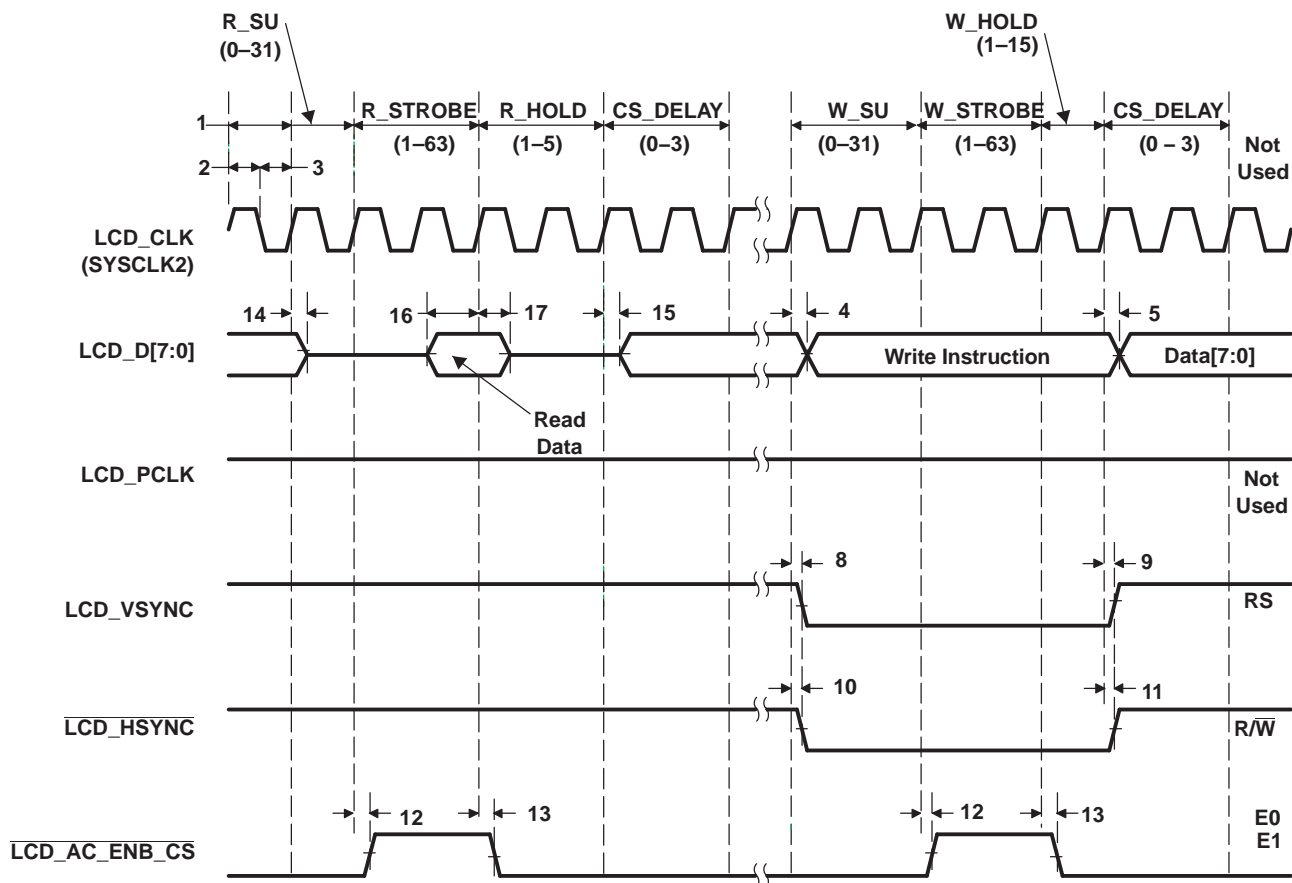 R_SU
(0–31)
W_HOLD
(1–15)
R_STROBE
R_HOLD
CS_DELAY
W_SU
W_STROBE
CS_DELAY
1
(1–63)
(1–5)
(0–3)
(0–31)
(1–63)
(0 – 3)
Not
Used
2
3
LCD_CLK
(SYSCLK2)
14
16
17
15
4
5
LCD_D[7:0]
Write Instruction
Data[7:0]
Read
Data
LCD_PCLK
Not
Used
8
9
LCD_VSYNC
RS
10
11
LCD_HSYNC
R/W
12
13
12
13
E0
E1
LCD_AC_ENB_CS